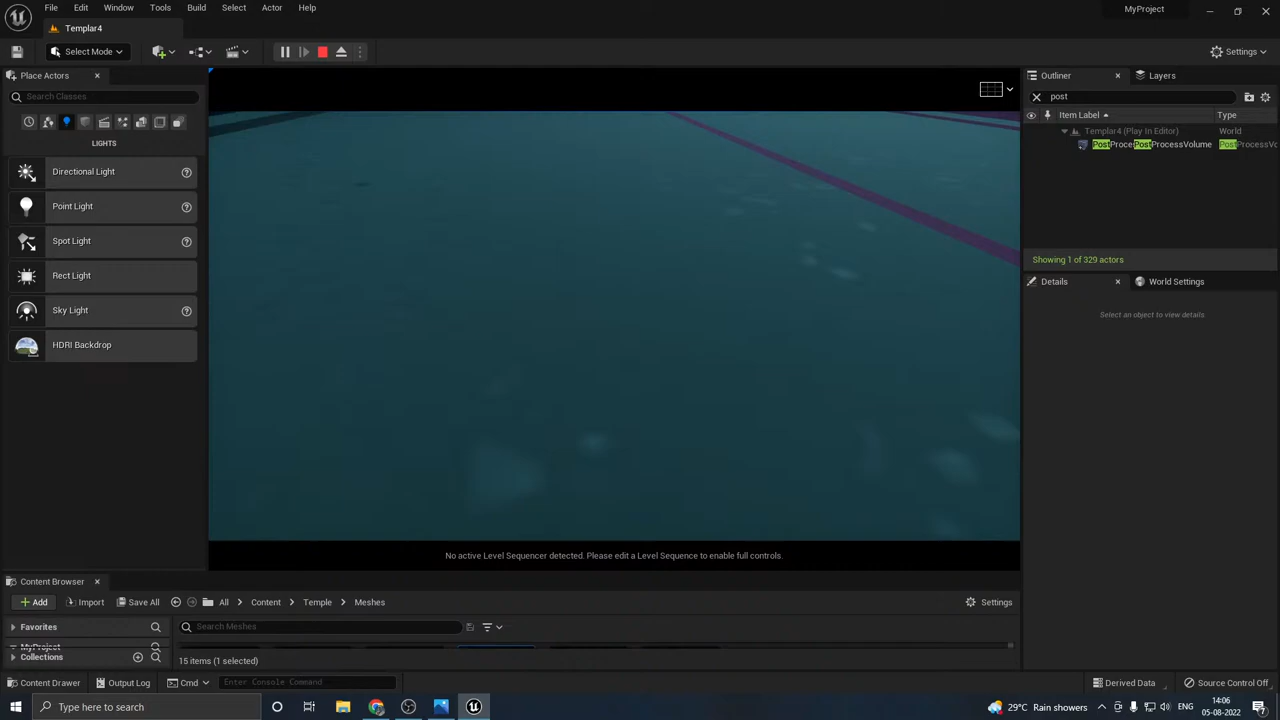 File Edit Window Tools Build Select Actor Help
MyProject
Templar4
Select Mode
Settings
Place Actors
Search Classes
LIGHTS
Directional Light
Point Light
Spot Light
Rect Light
Sky Light
HDRI Backdrop
Outliner
Layers
post
Item Label
Type
Templar4 (Play In Editor)
World
PostProcePostProcessVolume
PostProcessVo
Showing 1 of 329 actors
Details
World Settings
Select an object to view details.
No active Level Sequencer detected. Please edit a Level Sequence to enable full controls.
Content Browser
Add
Import
Save All
All
Content
Temple
Meshes
Settings
Favorites
Search Meshes
MyProject
Collections
15 items (1 selected)
Content Drawer
Output Log
Cmd
Enter Console Command
Derived Data
Source Control Off
Type here to search
29°C Rain showers
ENG
14:06
05-08-2022